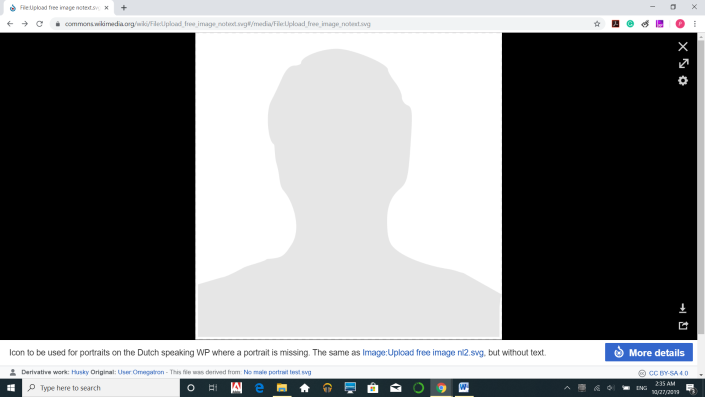 File:Upload free image notext.svg
commons.wikimedia.org/wiki/File:Upload_free_image_notext.svg#/media/File:Upload_free_image_notext.svg
Icon to be used for portraits on the Dutch speaking WP where a portrait is missing. The same as Image:Upload free image nl2.svg, but without text.
More details
Derivative work: Husky Original: User:Omegatron - This file was derived from: No male portrait test.svg
CC BY-SA 4.0
Type here to search
ENG
2:35 AM
10/27/2019